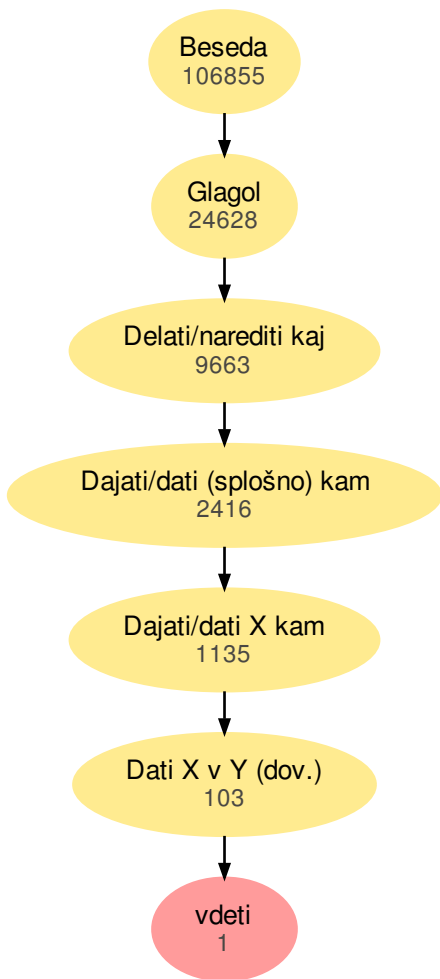 Beseda
106855
Glagol
24628
Delati/narediti kaj
9663
Dajati/dati (splošno) kam
2416
Dajati/dati X kam
1135
Dati X v Y (dov.)
103
vdeti
1